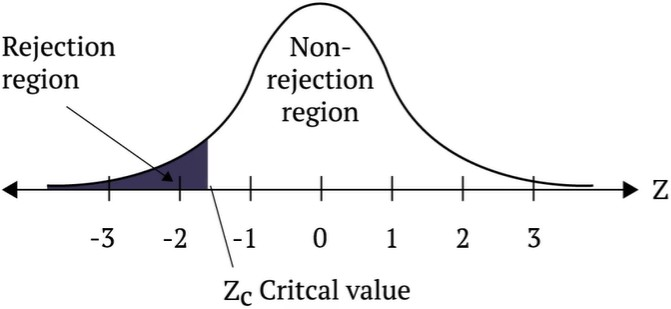 Rejection
region
Non-
rejection
region
Z
-3 -2 -1 0 1 2 3
Zc Critcal value